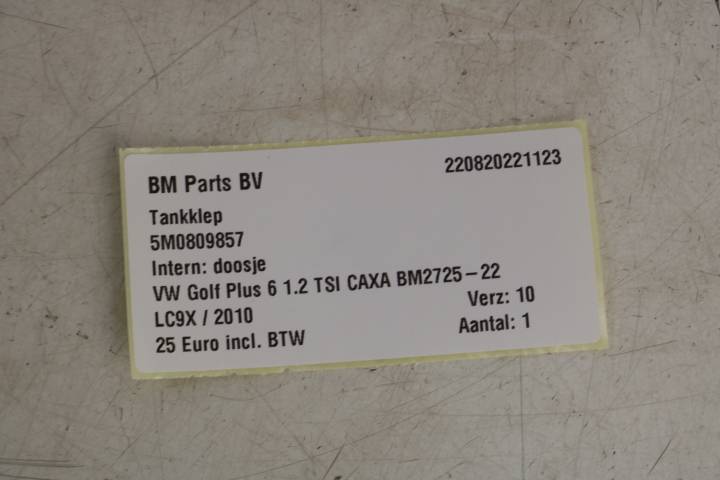 BM Parts BV
220820221123
Tankklep
5M0809857
Intern: doosje
VW Golf Plus 6 1.2 TSI CAXA BM2725-22
LC9X / 2010
Verz: 10
25 Euro incl. BTW
Aantal: 1